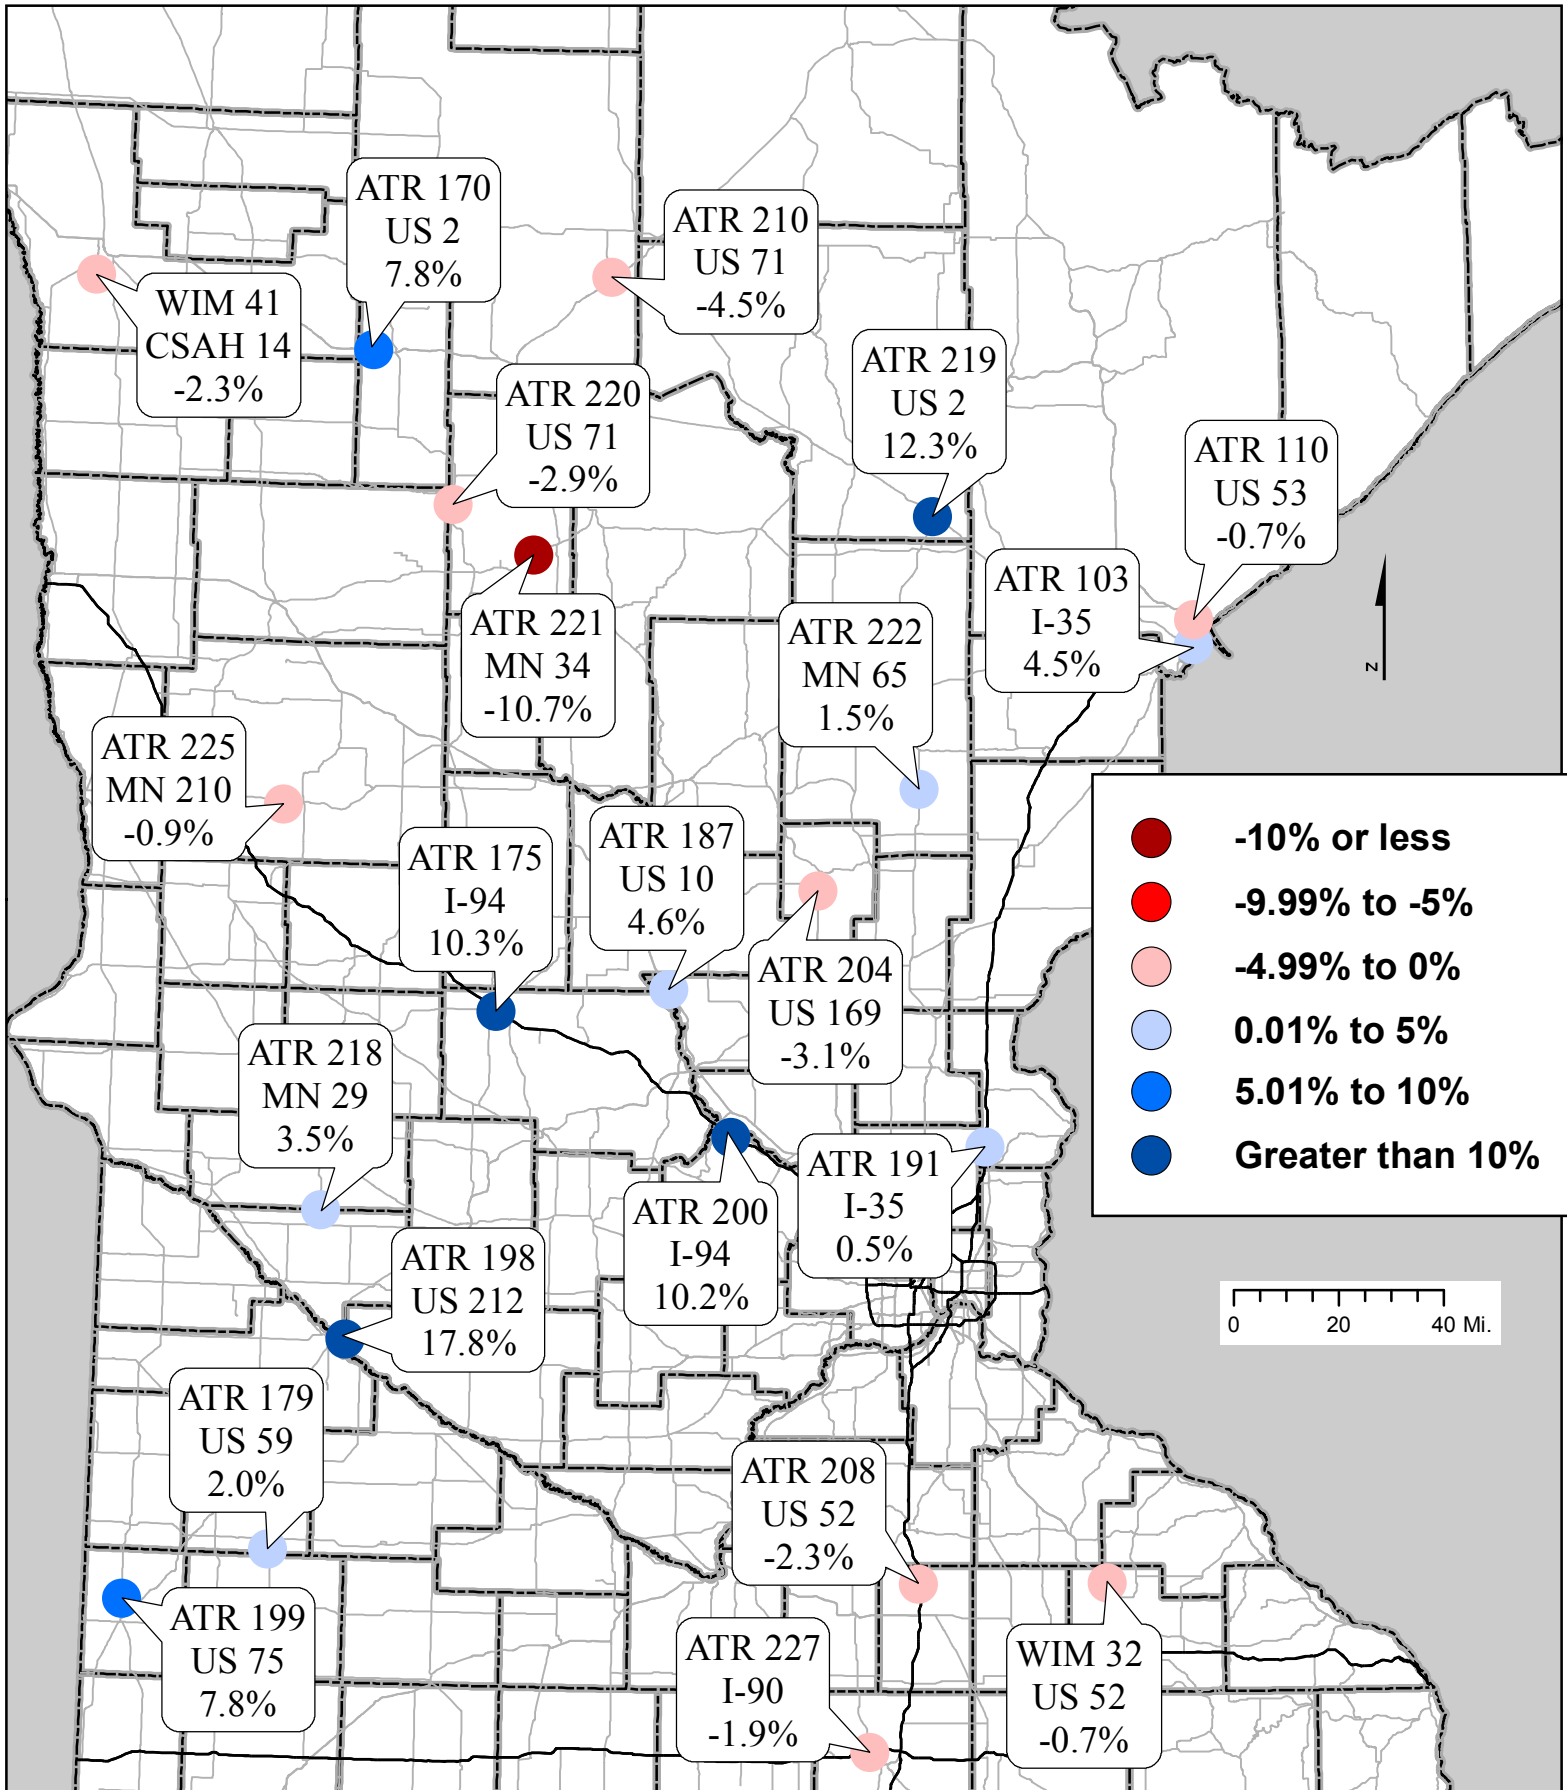 ATR 170
US 2
7.8%
ATR 210
US 71
-4.5%
WIM 41
CSAH 14
-2.3%
ATR 219
US 2
12.3%
ATR 220
US 71
-2.9%
ATR 110
US 53
-0.7%
ATR 103
I-35
4.5%
ATR 221
MN 34
-10.7%
ATR 222
MN 65
1.5%
N
ATR 225
MN 210
-0.9%
ATR 175
I-94
10.3%
ATR 187
US 10
4.6%
-10% or less
-9.99% to -5%
-4.99% to 0%
0.01% to 5%
5.01% to 10%
Greater than 10%
ATR 204
US 169
-3.1%
ATR 218
MN 29
3.5%
ATR 191
I-35
0.5%
ATR 200
I-94
10.2%
ATR 198
US 212
17.8%
0 20 40 Mi.
ATR 179
US 59
2.0%
ATR 208
US 52
-2.3%
ATR 199
US 75
7.8%
ATR 227
I-90
-1.9%
WIM 32
US 52
-0.7%